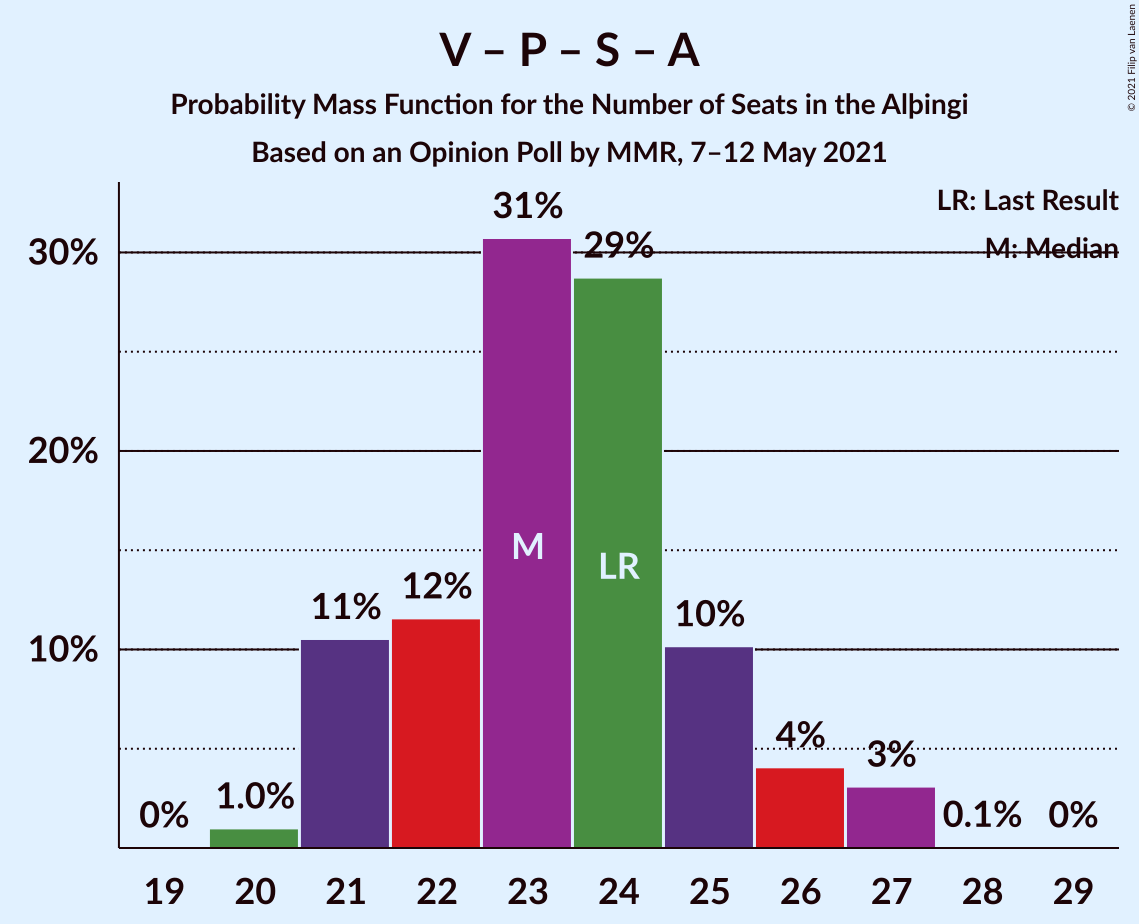 V – P – S – A
Probability Mass Function for the Number of Seats in the Alþingi
Based on an Opinion Poll by MMR, 7–12 May 2021
© 2021 Filip van Laenen
LR: Last Result
M: Median
30%
20%
10%
0%
1.0%
11%
12%
31%
29%
10%
4%
3%
0.1%
0%
M
LR
19 20 21 22 23 24 25 26 27 28 29